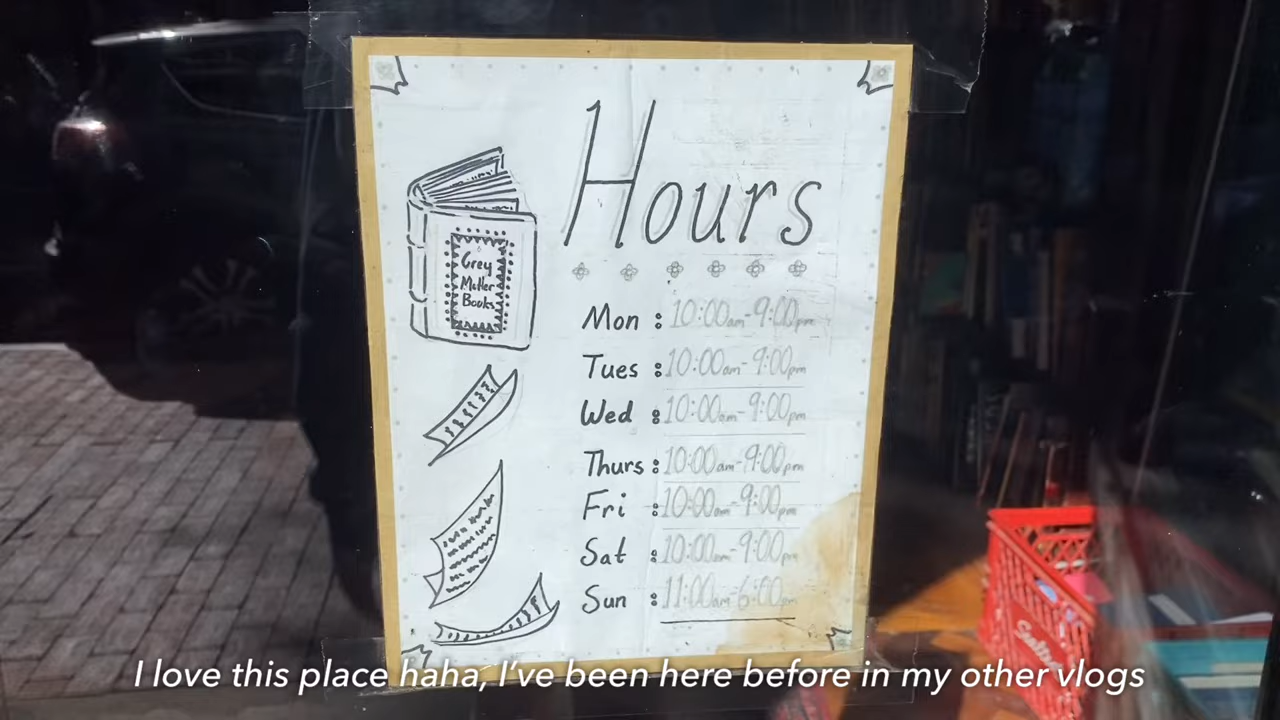 Hours
Grey
Matter
Books
Mon : 10:00am-9:00pm
Tues : 10:00am-9:00pm
Wed : 10:00am-9:00pm
Thurs : 10:00am-9:00pm
Fri : 10:00am-9:00pm
Sat : 10:00am-9:00pm
Sun : 11:00am-6:00pm
I love this place haha, I've been here before in my other vlogs